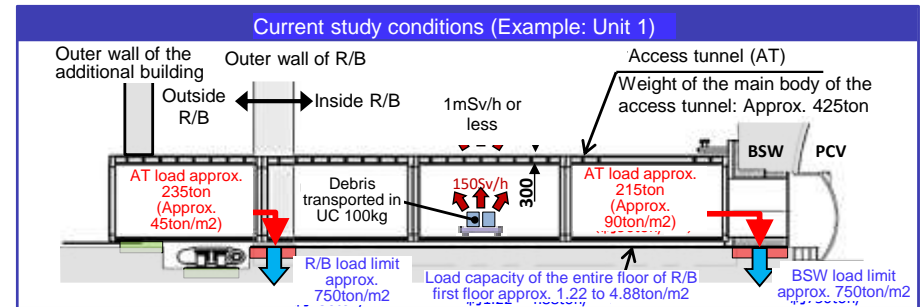 Current study conditions (Example: Unit 1)
Outer wall of the
additional building
Outer wall of R/B
Outside
R/B
Inside R/B
1mSv/h or
less
Access tunnel (AT)
Weight of the main body of the
access tunnel: Approx. 425ton
BSW
PCV
AT load approx.
235ton
(Approx.
45ton/m2)
Debris
transported in
UC 100kg
150Sv/h
300
AT load approx.
215ton
(Approx.
90ton/m2)
R/B load limit
approx.
750ton/m2
Load capacity of the entire floor of R/B
first floor approx. 1.22 to 4.88ton/m2
BSW load limit
approx. 750ton/m2